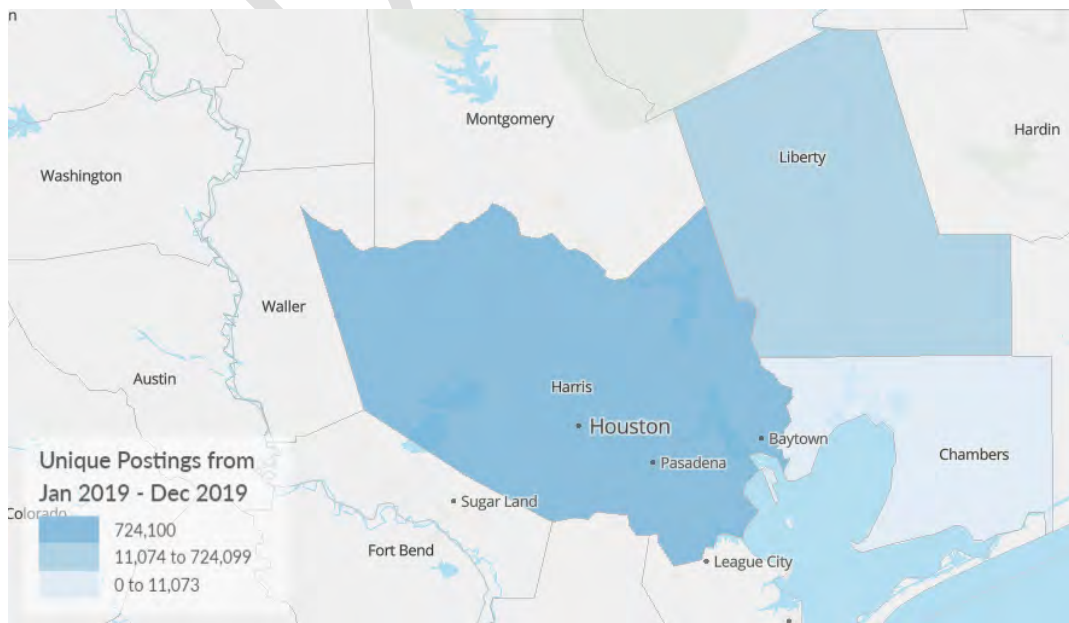 n
Montgomery
Hardin
Liberty
Washington
Waller
Austin
Harris
Houston
Baytown
Pasadena
Chambers
Sugar Land
Fort Bend
League City
Colorado
Unique Postings from
Jan 2019 - Dec 2019
724,100
11,074 to 724,099
0 to 11,073